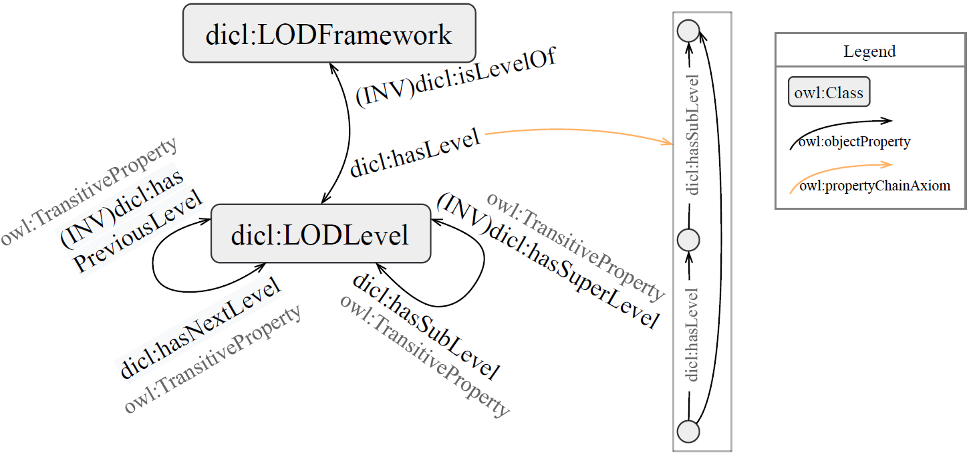 dicl:LODFramework
(INV)dicl:isLevelOf
dicl:hasLevel
owl:TransitiveProperty
(INV)dicl:has
PreviousLevel
dicl:LODLevel
owl:TransitiveProperty
(INV)dicl:hasSuperLevel
dicl:hasNextLevel
owl:TransitiveProperty
dicl:hasSubLevel
owl:TransitiveProperty
dicl:hasSubLevel
dicl:hasLevel
Legend
owl:Class
owl:objectProperty
owl:propertyChainAxiom